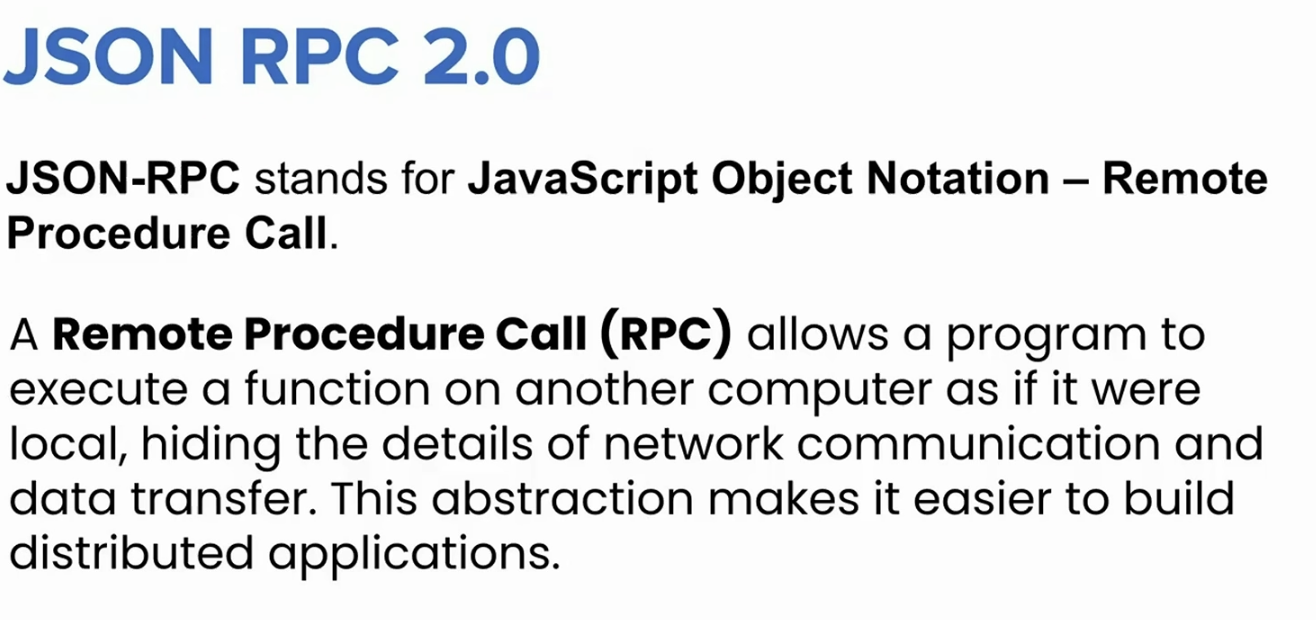 JSON RPC 2.0
JSON-RPC stands for JavaScript Object Notation – Remote
Procedure Call.
A Remote Procedure Call (RPC) allows a program to
execute a function on another computer as if it were
local, hiding the details of network communication and
data transfer. This abstraction makes it easier to build
distributed applications.